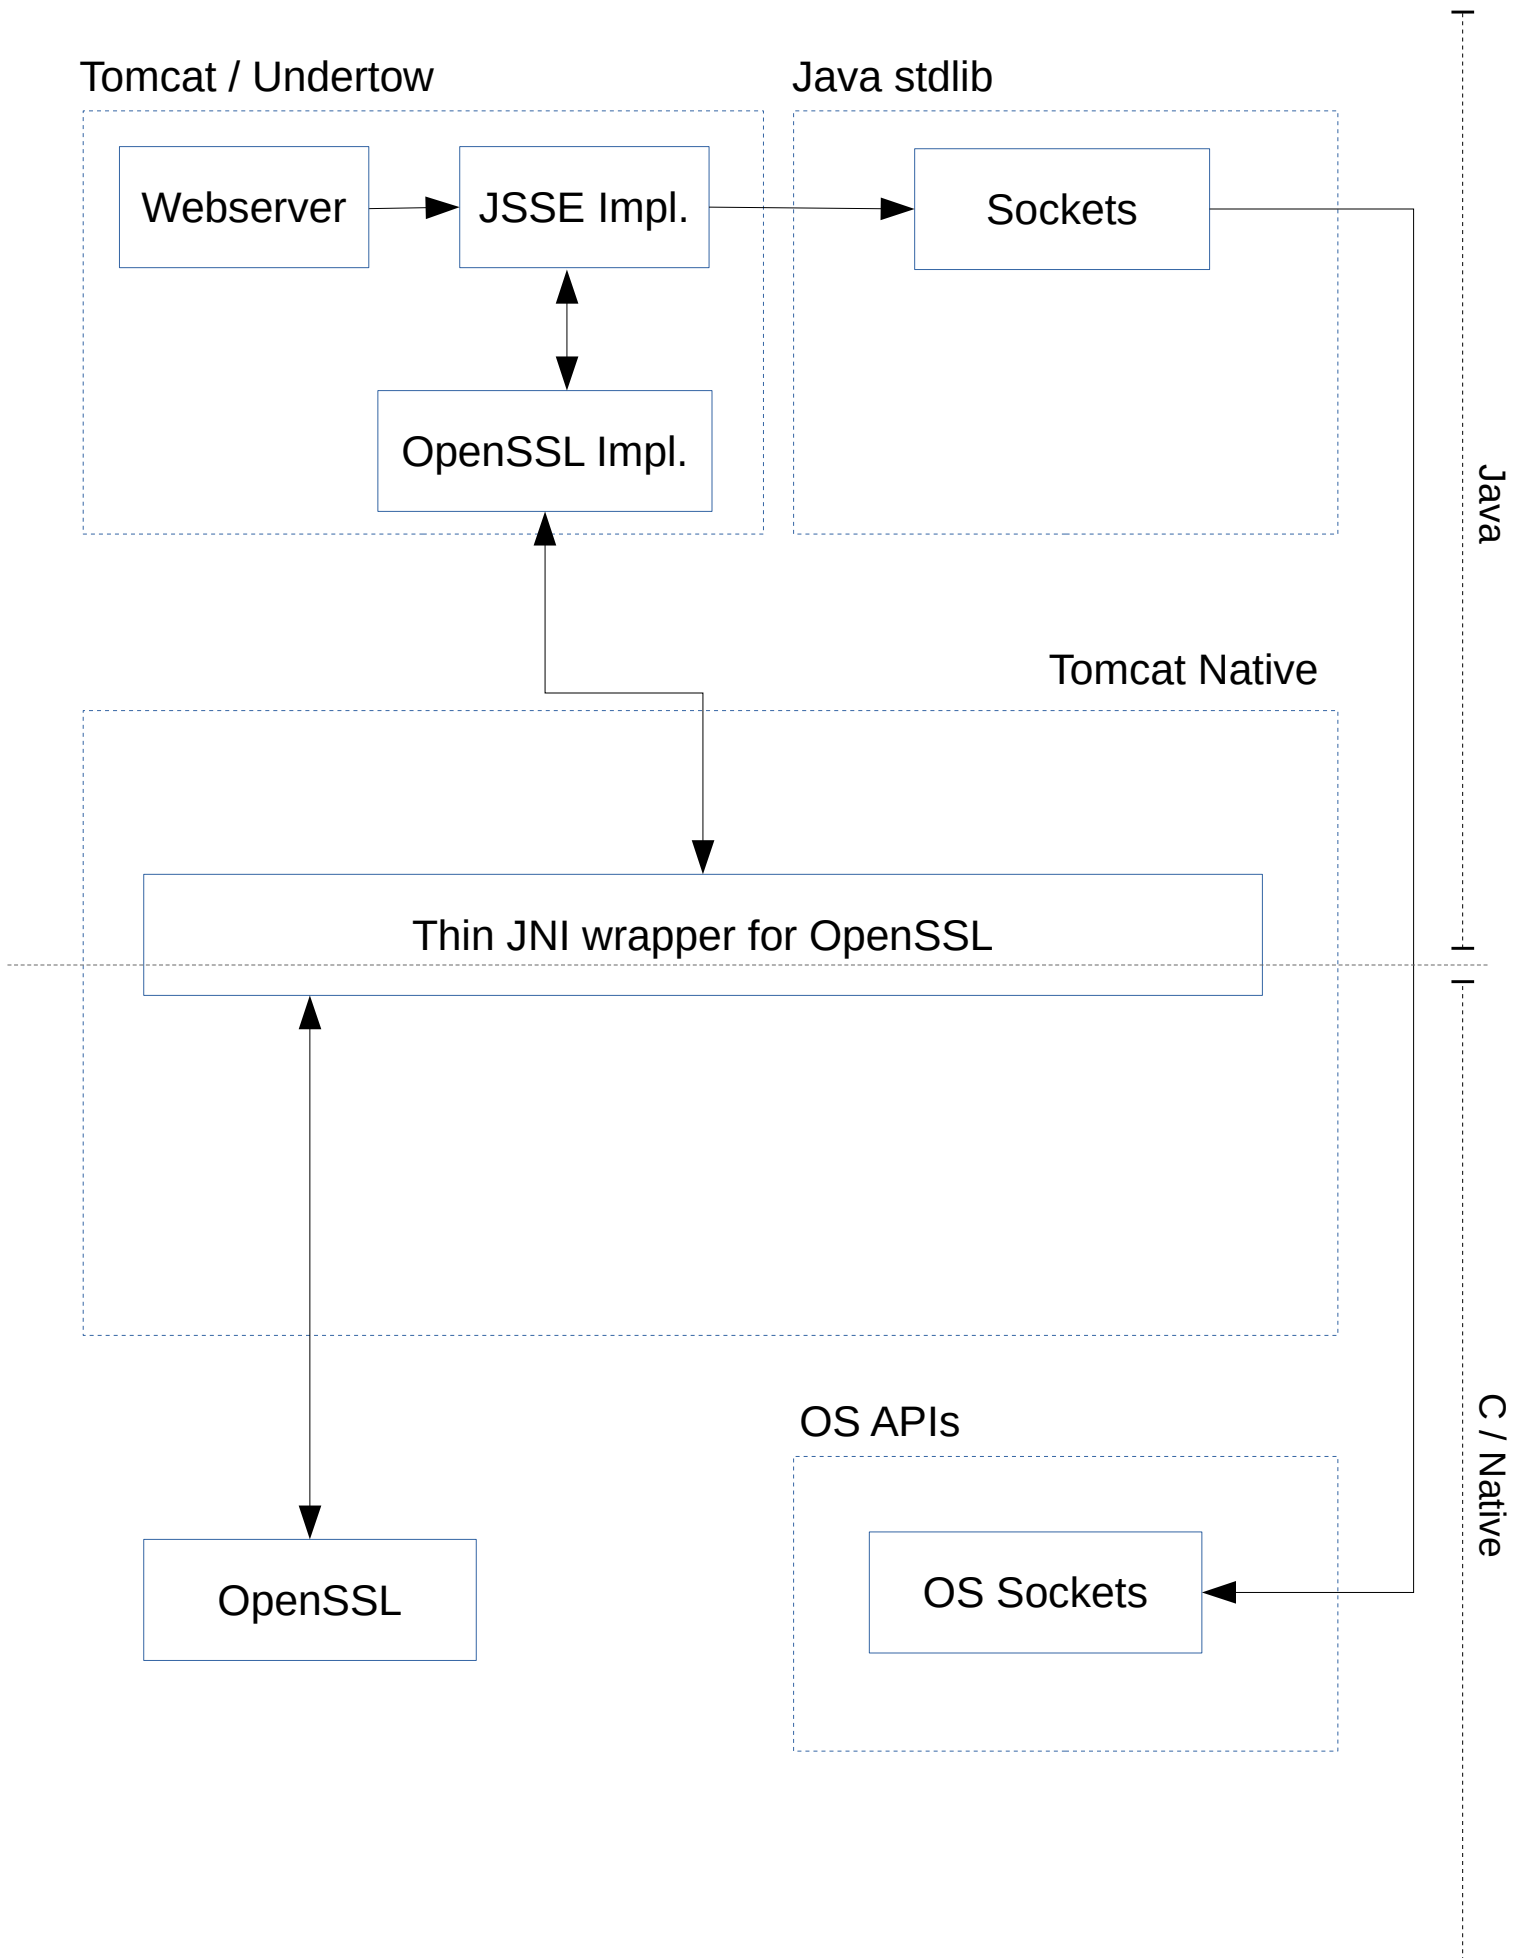 Tomcat / Undertow
Java stdlib
Webserver
JSSE Impl.
Sockets
OpenSSL Impl.
Java
Tomcat Native
Thin JNI wrapper for OpenSSL
OS APIs
C / Native
OpenSSL
OS Sockets